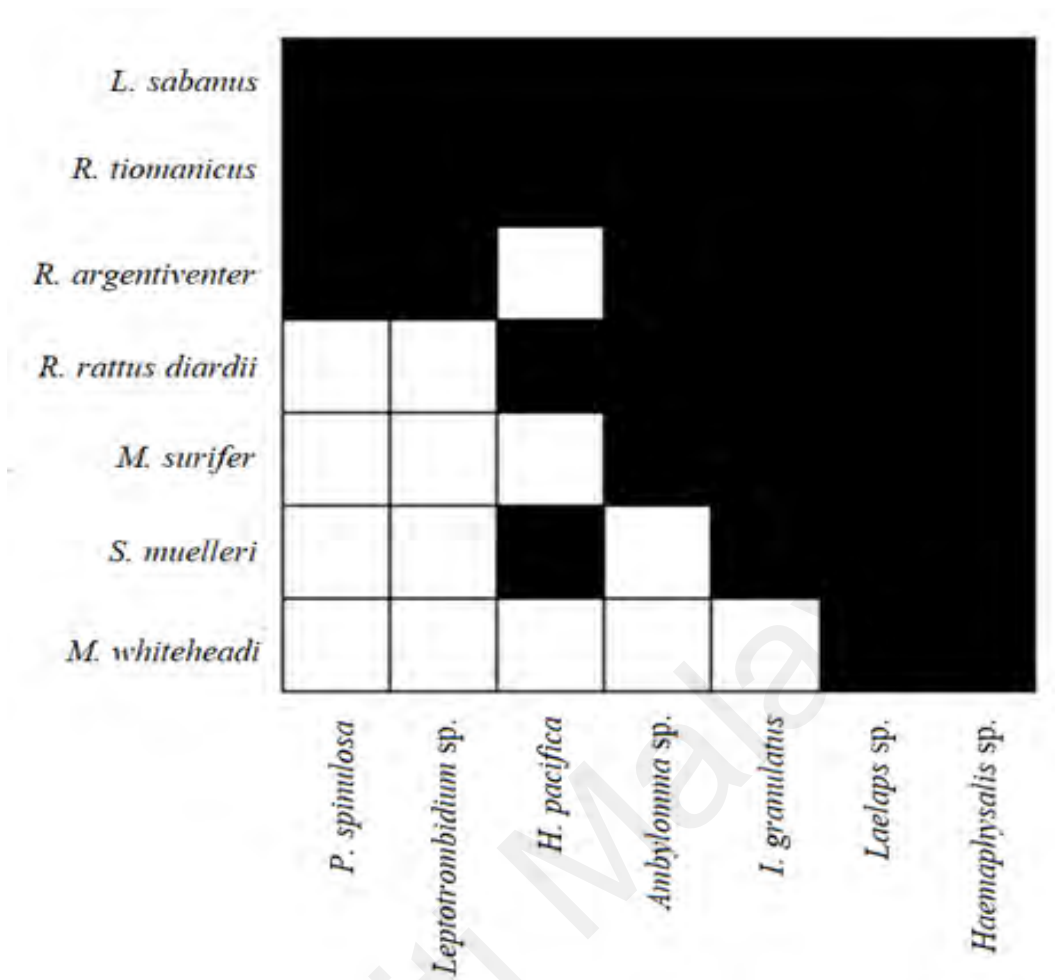 L. sabanus
R. tiomanicus
R. argentiventer
R. rattus diardii
M. surifer
S. muelleri
M. whiteheadi
P. spinulosa
Leptotrombidium sp.
H. pacifica
Ambylomma sp.
I. granulatus
Laelaps sp.
Haemaphysalis sp.